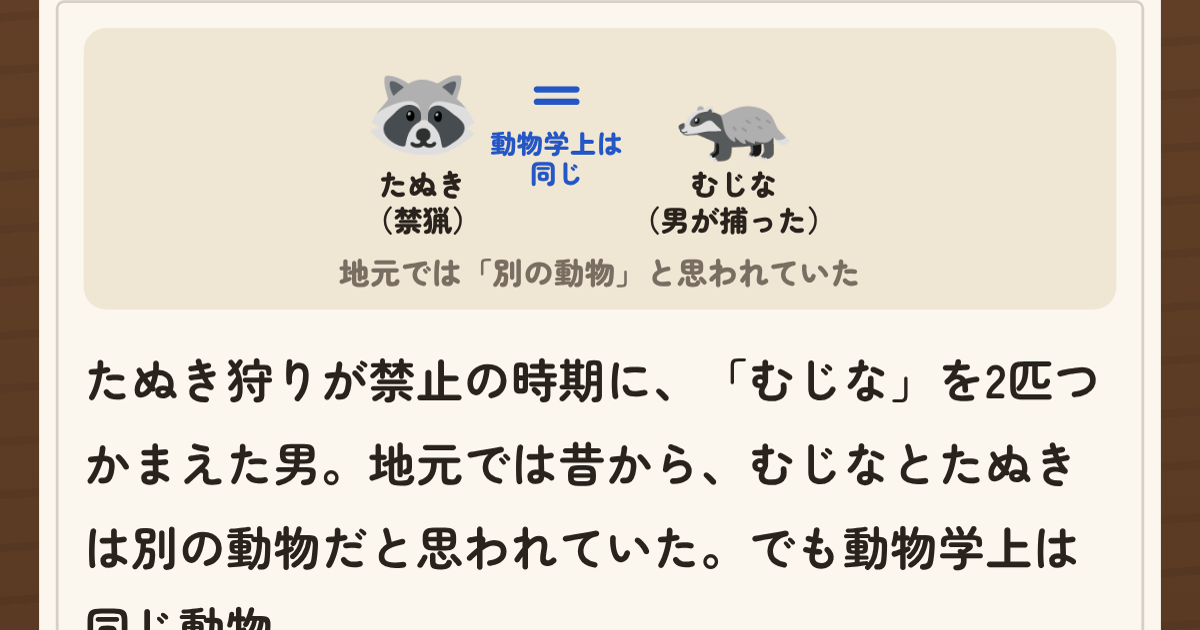 =
動物学上は
同じ
たぬき
（禁猟）
むじな
（男が捕った）
地元では「別の動物」と思われていた
たぬき狩りが禁止の時期に、「むじな」を2匹つ
かまえた男。地元では昔から、むじなとたぬき
は別の動物だと思われていた。でも動物学上は
同じ動物